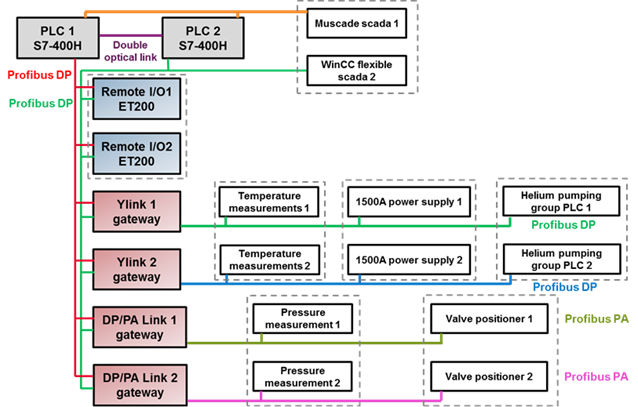 PLC 1
S7-400H
PLC 2
S7-400H
Double
optical link
Muscade scada 1
WinCC flexible
scada 2
Profibus DP
Profibus DP
Remote I/O1
ET200
Remote I/O2
ET200
Ylink 1
gateway
Temperature
measurements 1
1500A power supply 1
Helium pumping
group PLC 1
Profibus DP
Ylink 2
gateway
Temperature
measurements 2
1500A power supply 2
Helium pumping
group PLC 2
Profibus DP
DP/PA Link 1
gateway
Pressure
measurement 1
Valve positioner 1
Profibus PA
DP/PA Link 2
gateway
Pressure
measurement 2
Valve positioner 2
Profibus PA